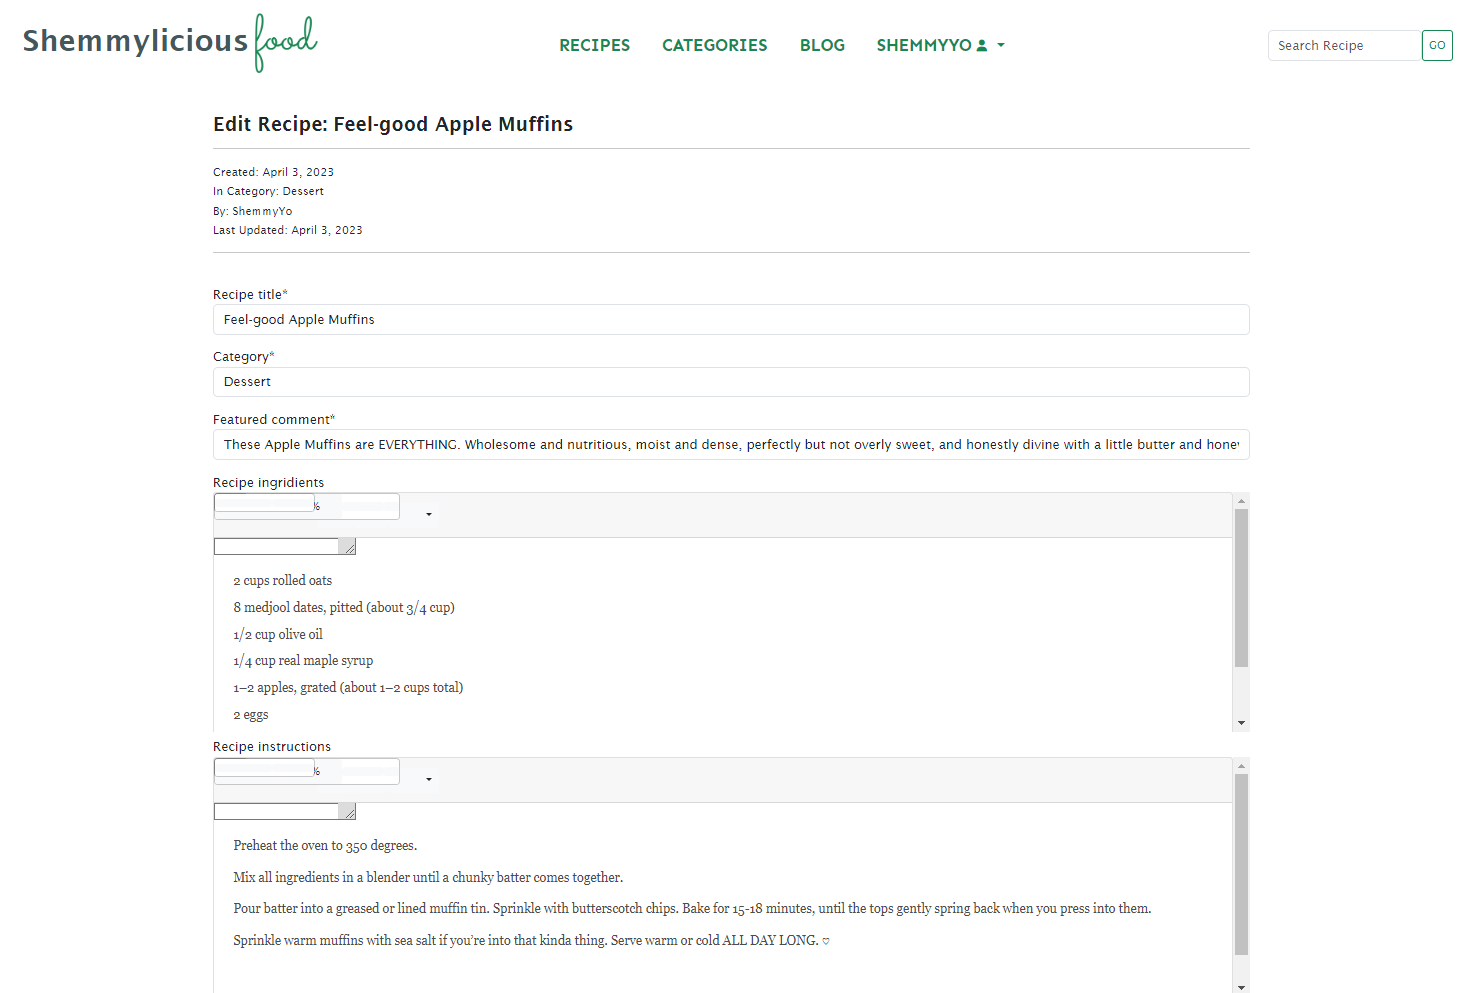 Shemmylicious food
RECIPES CATEGORIES BLOG SHEMMYYO
Search Recipe GO
Edit Recipe: Feel-good Apple Muffins
Created: April 3, 2023
In Category: Dessert
By: ShemmyYo
Last Updated: April 3, 2023
Recipe title*
Feel-good Apple Muffins
Category*
Dessert
Featured comment*
These Apple Muffins are EVERYTHING. Wholesome and nutritious, moist and dense, perfectly but not overly sweet, and honestly divine with a little butter and hone
Recipe ingridients
%
2 cups rolled oats
8 medjool dates, pitted (about 3/4 cup)
1/2 cup olive oil
1/4 cup real maple syrup
1–2 apples, grated (about 1–2 cups total)
2 eggs
Recipe instructions
%
Preheat the oven to 350 degrees.
Mix all ingredients in a blender until a chunky batter comes together.
Pour batter into a greased or lined muffin tin. Sprinkle with butterscotch chips. Bake for 15-18 minutes, until the tops gently spring back when you press into them.
Sprinkle warm muffins with sea salt if you’re into that kinda thing. Serve warm or cold ALL DAY LONG. ♡